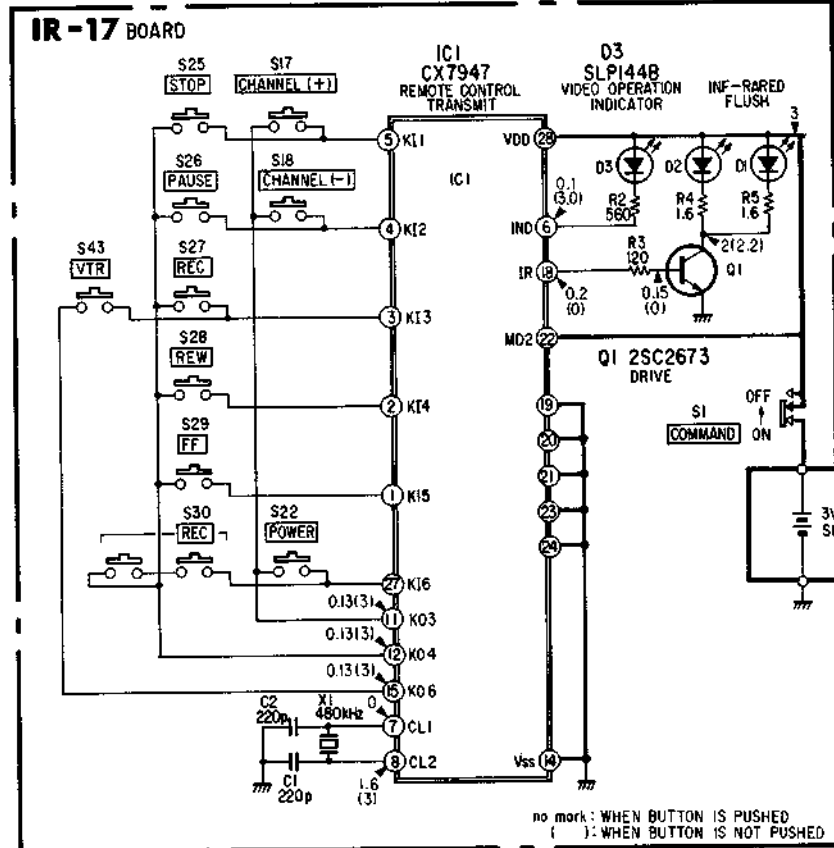 IR-17 BOARD
S25
STOP
S17
CHANNEL (+)
IC1
CX7947
REMOTE CONTROL
TRANSMIT
D3
SLP144B
VIDEO OPERATION
INDICATOR
INF-RARED
FLUSH
3
5 KI1
VDD 28
IC1
D3
D2
D1
S26
PAUSE
S18
CHANNEL (-)
0.1
(3.0)
R2
560
R4
1.6
R5
1.6
4 KI2
IND 6
S43
VTR
S27
REC
R3
120
2(2.2)
IR 18
Q1
0.2
(0)
0.15
(0)
3 KI3
MD2 22
S28
REW
Q1 2SC2673
DRIVE
2 KI4
19
S1
COMMAND
OFF
ON
S29
FF
20
21
1 KI5
23
S30
REC
S22
POWER
24
3V
27 KI6
0.13(3)
11 KO3
0.13(3)
12 KO4
0.13(3)
15 KO6
C2
220p
X1
480kHz
0
7 CL1
8 CL2
Vss 14
C1
220p
1.6
(3)
no mark : WHEN BUTTON IS PUSHED
( ) : WHEN BUTTON IS NOT PUSHED